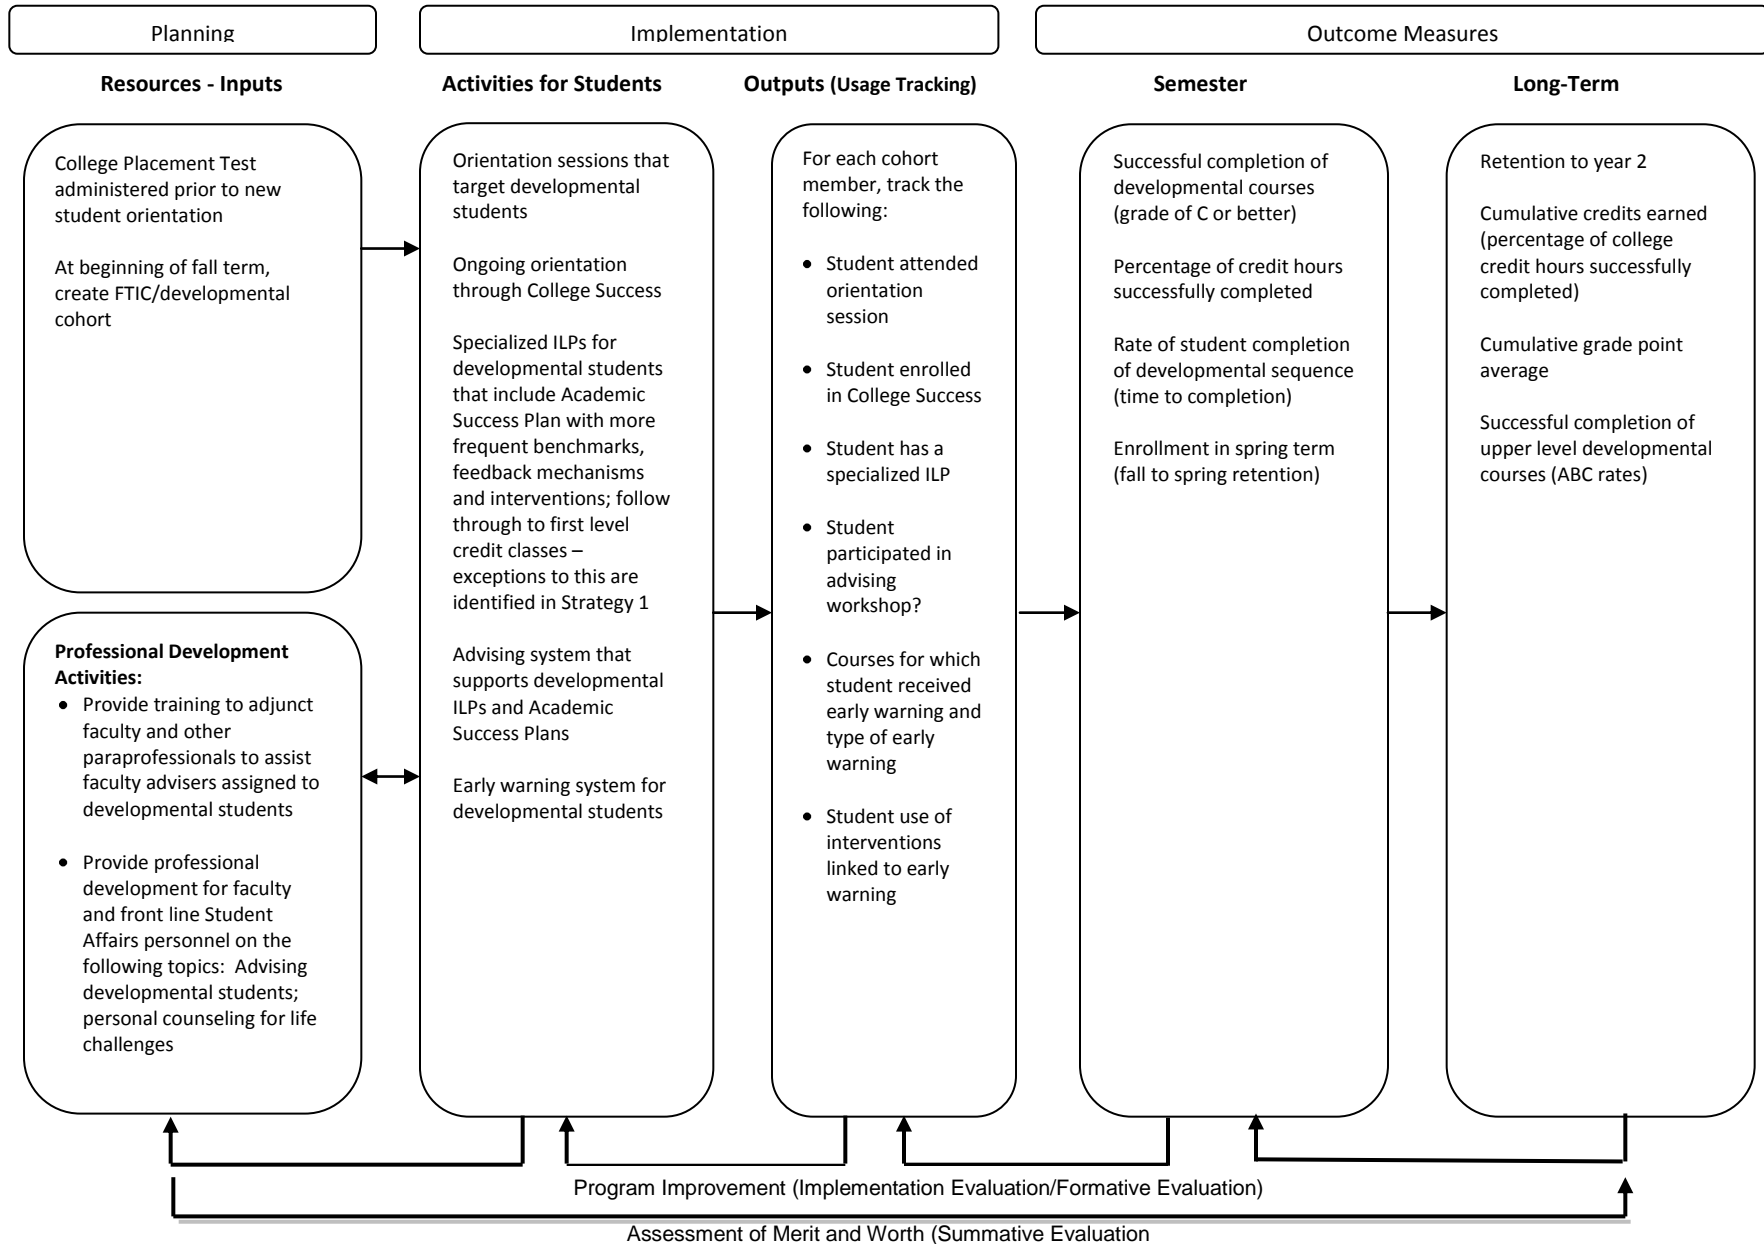 Planning
Implementation
Outcome Measures
Resources - Inputs
Activities for Students
Outputs (Usage Tracking)
Semester
Long-Term
College Placement Test
administered prior to new
student orientation
At beginning of fall term,
create FTIC/developmental
cohort
Professional Development
Activities:
• Provide training to adjunct
faculty and other
paraprofessionals to assist
faculty advisers assigned to
developmental students
• Provide professional
development for faculty
and front line Student
Affairs personnel on the
following topics: Advising
developmental students;
personal counseling for life
challenges
Orientation sessions that
target developmental
students
Ongoing orientation
through College Success
Specialized ILPs for
developmental students
that include Academic
Success Plan with more
frequent benchmarks,
feedback mechanisms
and interventions; follow
through to first level
credit classes –
exceptions to this are
identified in Strategy 1
Advising system that
supports developmental
ILPs and Academic
Success Plans
Early warning system for
developmental students
For each cohort
member, track the
following:
• Student attended
orientation
session
• Student enrolled
in College Success
• Student has a
specialized ILP
• Student
participated in
advising
workshop?
• Courses for which
student received
early warning and
type of early
warning
• Student use of
interventions
linked to early
warning
Successful completion of
developmental courses
(grade of C or better)
Percentage of credit hours
successfully completed
Rate of student completion
of developmental sequence
(time to completion)
Enrollment in spring term
(fall to spring retention)
Retention to year 2
Cumulative credits earned
(percentage of college
credit hours successfully
completed)
Cumulative grade point
average
Successful completion of
upper level developmental
courses (ABC rates)
Program Improvement (Implementation Evaluation/Formative Evaluation)
Assessment of Merit and Worth (Summative Evaluation